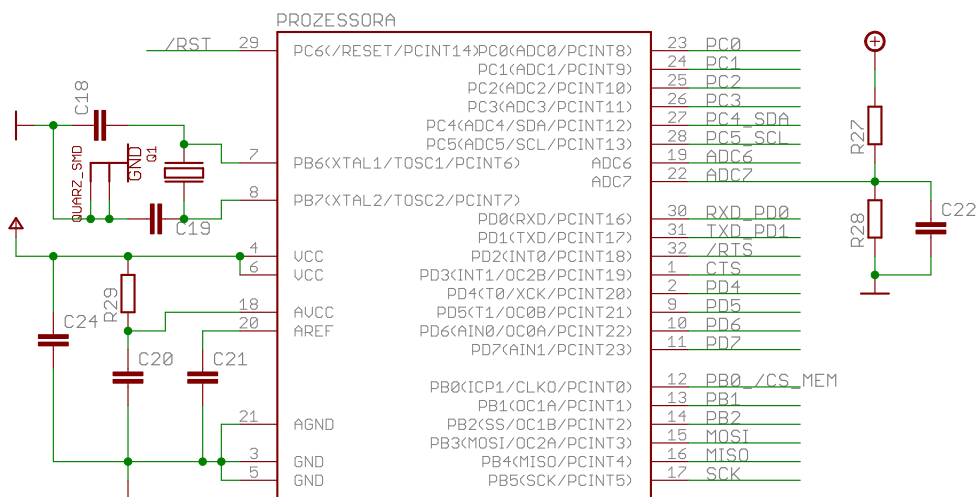 PROZESSORA
/RST 29 PC6(/RESET/PCINT14) PC0(ADC0/PCINT8) 23 PC0
PC1(ADC1/PCINT9) 24 PC1
PC2(ADC2/PCINT10) 25 PC2
PC3(ADC3/PCINT11) 26 PC3
PC4(ADC4/SDA/PCINT12) 27 PC4_SDA
PC5(ADC5/SCL/PCINT13) 28 PC5_SCL
C18
R27
QUARZ_SMD
GND
Q1
7 PB6(XTAL1/TOSC1/PCINT6) ADC6 19 ADC6
ADC7 22 ADC7
8 PB7(XTAL2/TOSC2/PCINT7)
C19
PD0(RXD/PCINT16) 30 RXD_PD0
R28
C22
PD1(TXD/PCINT17) 31 TXD_PD1
4 VCC PD2(INT0/PCINT18) 32 /RTS
6 VCC PD3(INT1/OC2B/PCINT19) 1 CTS
R29
PD4(T0/XCK/PCINT20) 2 PD4
18 AVCC PD5(T1/OC0B/PCINT21) 9 PD5
C24
20 AREF PD6(AIN0/OC0A/PCINT22) 10 PD6
PD7(AIN1/PCINT23) 11 PD7
C20
C21
PB0(ICP1/CLKO/PCINT0) 12 PB0_/CS_MEM
PB1(OC1A/PCINT1) 13 PB1
21 AGND PB2(SS/OC1B/PCINT2) 14 PB2
PB3(MOSI/OC2A/PCINT3) 15 MOSI
3 GND PB4(MISO/PCINT4) 16 MISO
5 GND PB5(SCK/PCINT5) 17 SCK